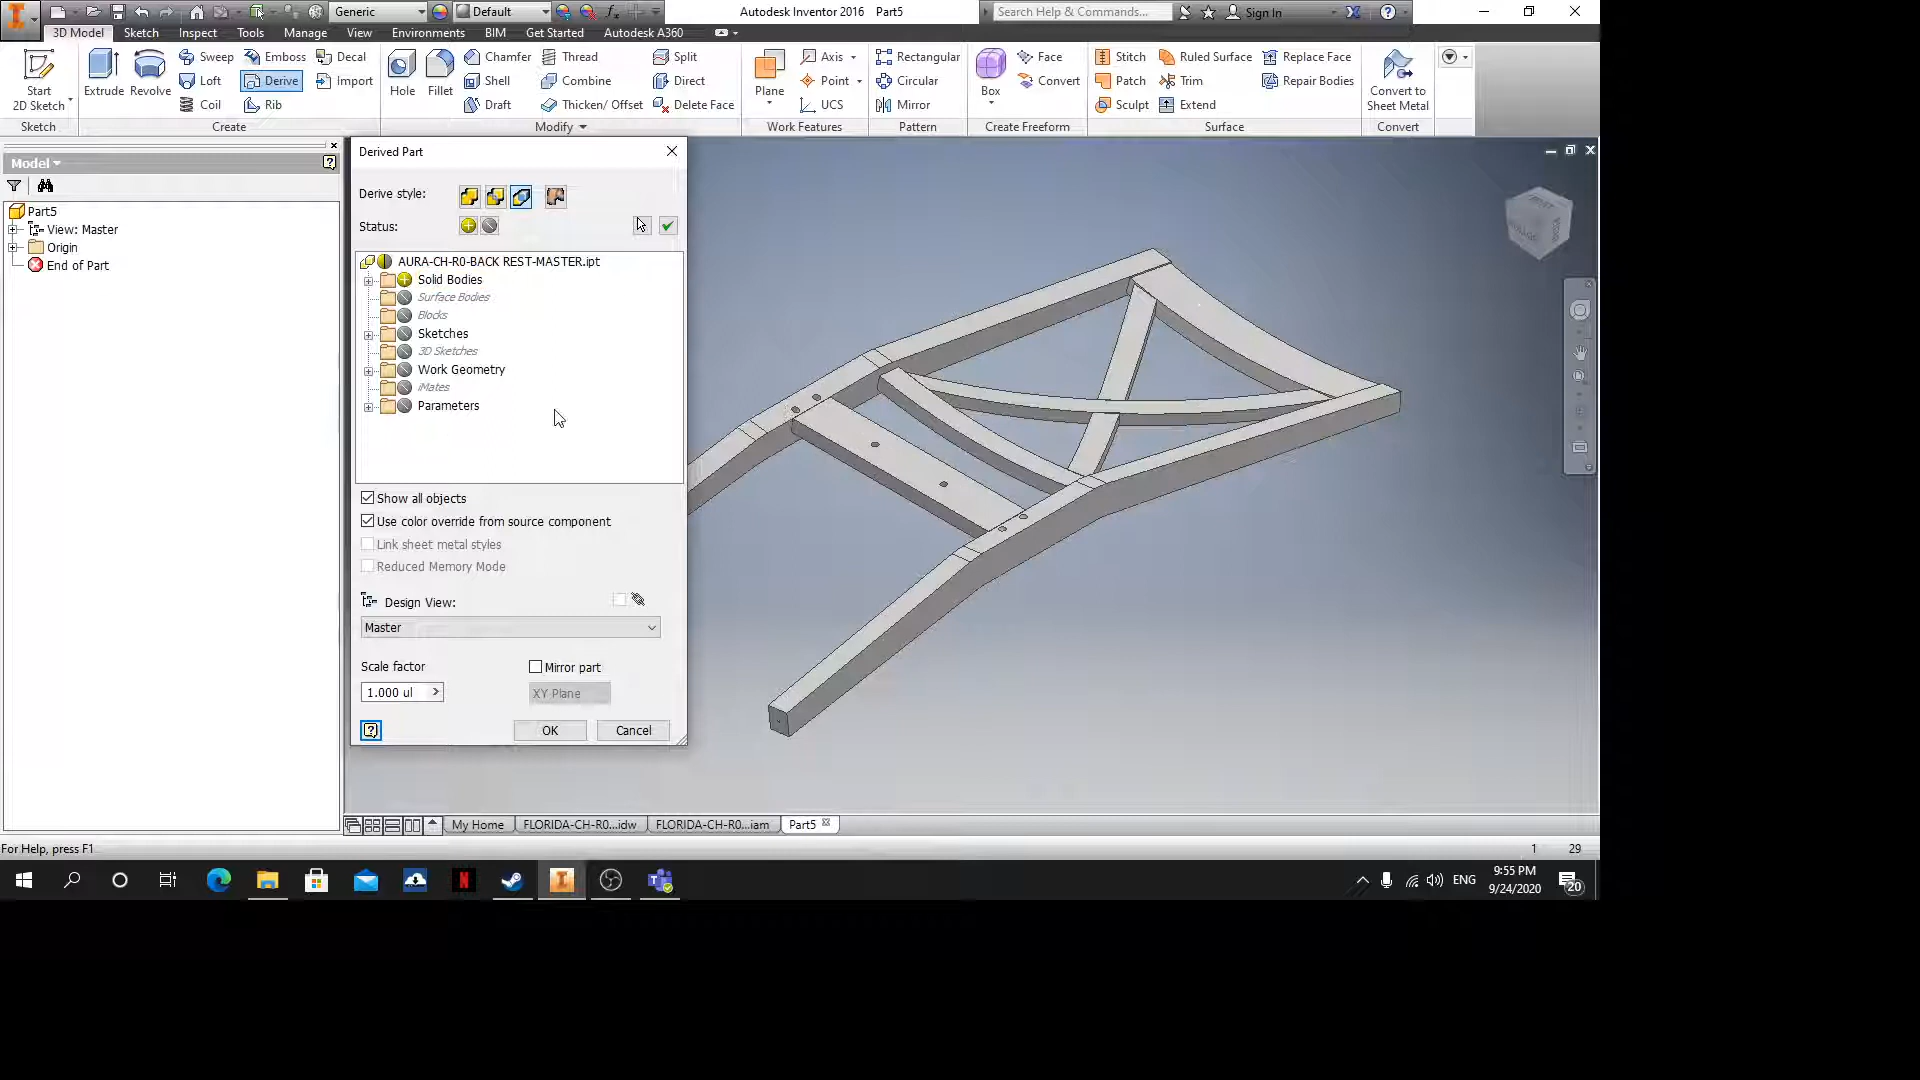 Generic
Default
Autodesk Inventor 2016 Part5
Search Help & Commands...
Sign In
3D Model Sketch Inspect Tools Manage View Environments BIM Get Started Autodesk A360
Start
2D Sketch
Sketch
Extrude
Revolve
Sweep
Loft
Coil
Emboss
Derive
Rib
Decal
Import
Create
Hole
Fillet
Chamfer
Shell
Draft
Thread
Combine
Thicken/ Offset
Split
Direct
Delete Face
Modify
Plane
Axis
Point
UCS
Work Features
Rectangular
Circular
Mirror
Pattern
Box
Face
Convert
Create Freeform
Stitch
Patch
Sculpt
Ruled Surface
Trim
Extend
Replace Face
Repair Bodies
Surface
Convert to
Sheet Metal
Convert
Model
Part5
View: Master
Origin
End of Part
Derived Part
Derive style:
Status:
AURA-CH-R0-BACK REST-MASTER.ipt
Solid Bodies
Surface Bodies
Blocks
Sketches
3D Sketches
Work Geometry
iMates
Parameters
Show all objects
Use color override from source component
Link sheet metal styles
Reduced Memory Mode
Design View:
Master
Scale factor
Mirror part
1.000 ul
XY Plane
OK
Cancel
My Home FLORIDA-CH-R0...idw FLORIDA-CH-R0...iam Part5
For Help, press F1
1 29
ENG
9:55 PM
9/24/2020
20